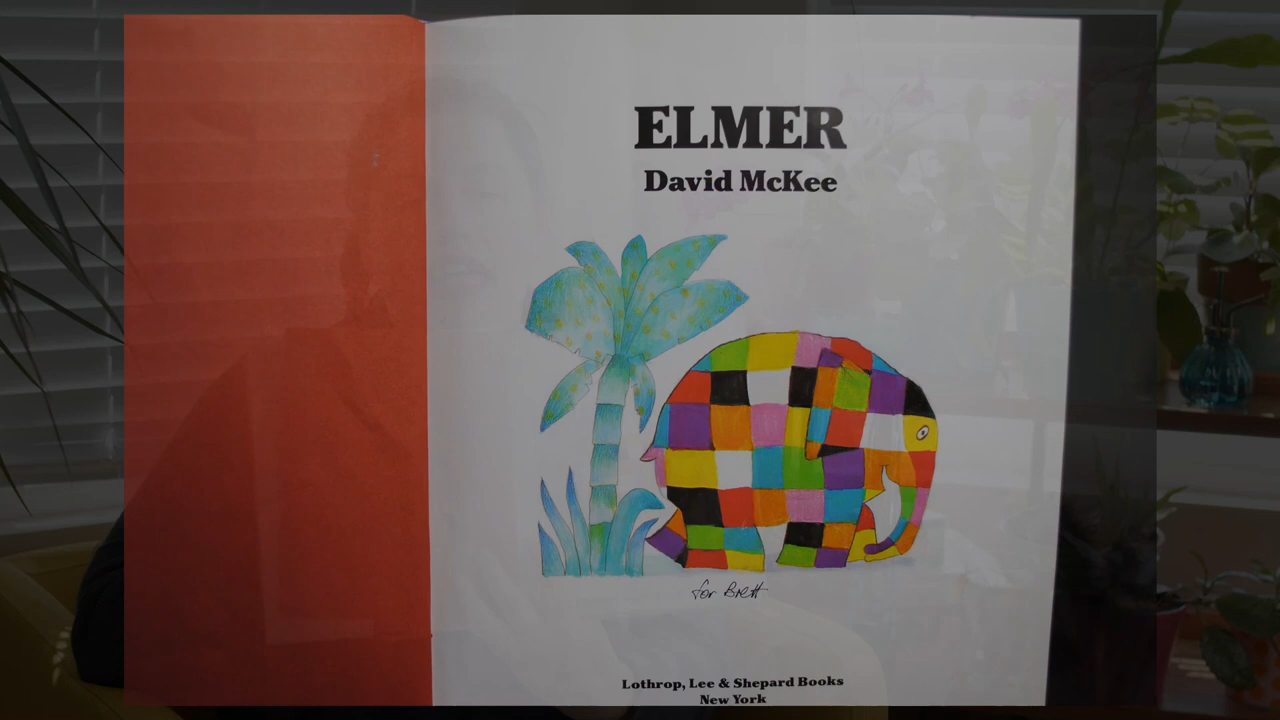 ELMER
David McKee
for Brett
Lothrop, Lee & Shepard Books
New York